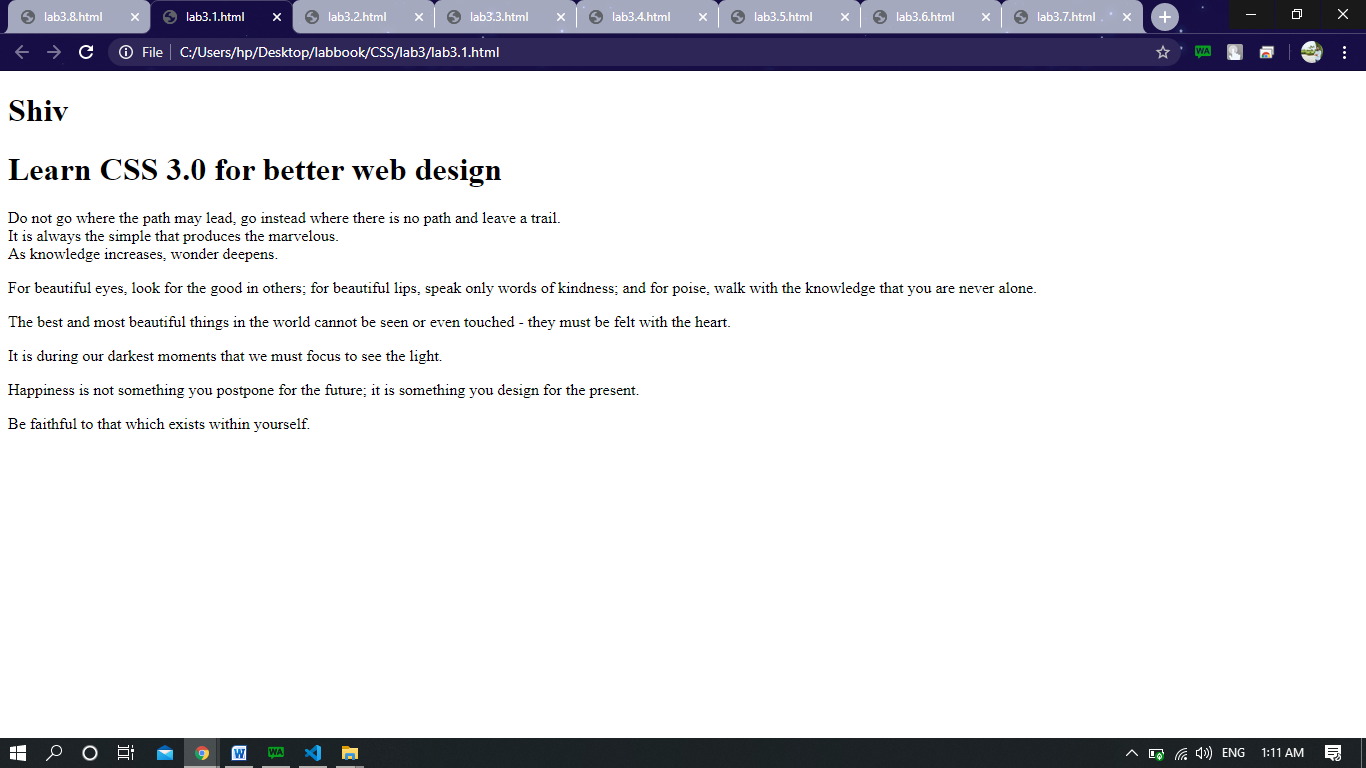 lab3.8.html
lab3.1.html
lab3.2.html
lab3.3.html
lab3.4.html
lab3.5.html
lab3.6.html
lab3.7.html
File
C:/Users/hp/Desktop/labbook/CSS/lab3/lab3.1.html
WA
Shiv
Learn CSS 3.0 for better web design
Do not go where the path may lead, go instead where there is no path and leave a trail.
It is always the simple that produces the marvelous.
As knowledge increases, wonder deepens.
For beautiful eyes, look for the good in others; for beautiful lips, speak only words of kindness; and for poise, walk with the knowledge that you are never alone.
The best and most beautiful things in the world cannot be seen or even touched - they must be felt with the heart.
It is during our darkest moments that we must focus to see the light.
Happiness is not something you postpone for the future; it is something you design for the present.
Be faithful to that which exists within yourself.
W
WA
ENG
1:11 AM